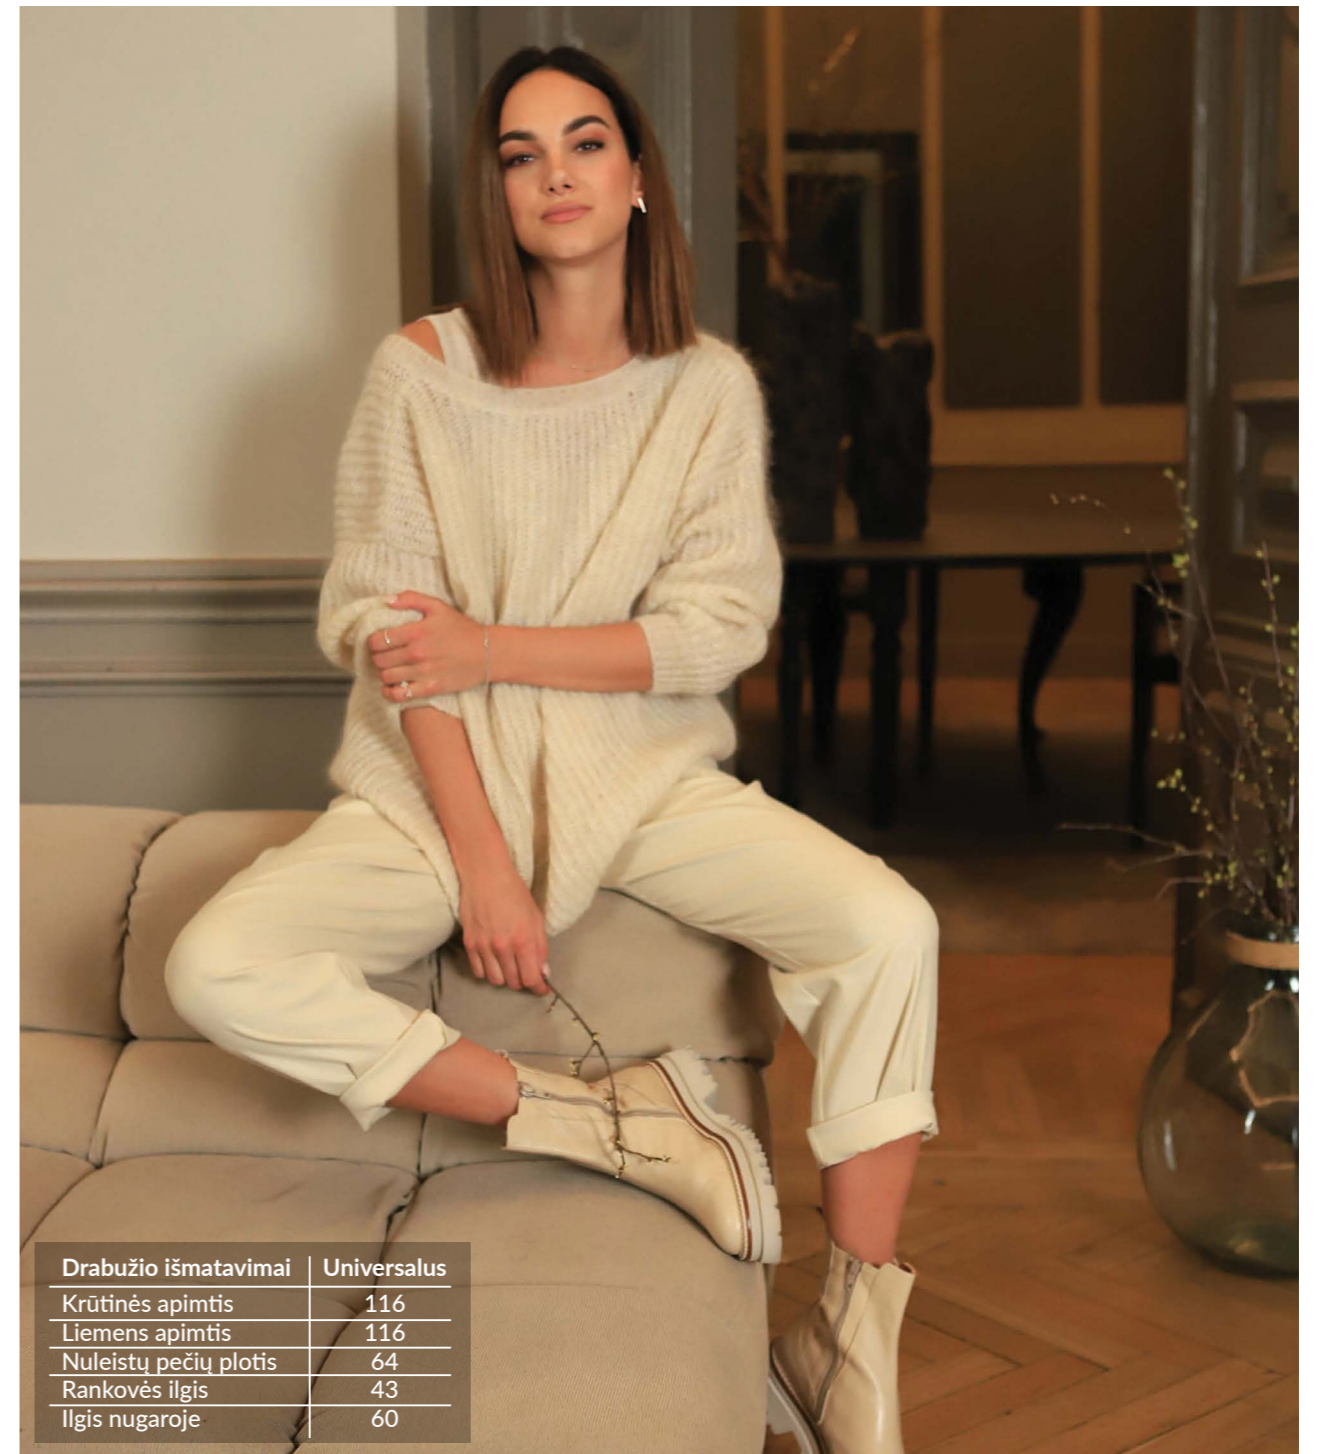 Drabužio išmatavimai Universalus
Krūtinės apimtis 116
Liemens apimtis 116
Nuleistų pečių plotis 64
Rankovės ilgis 43
Ilgis nugaroje 60